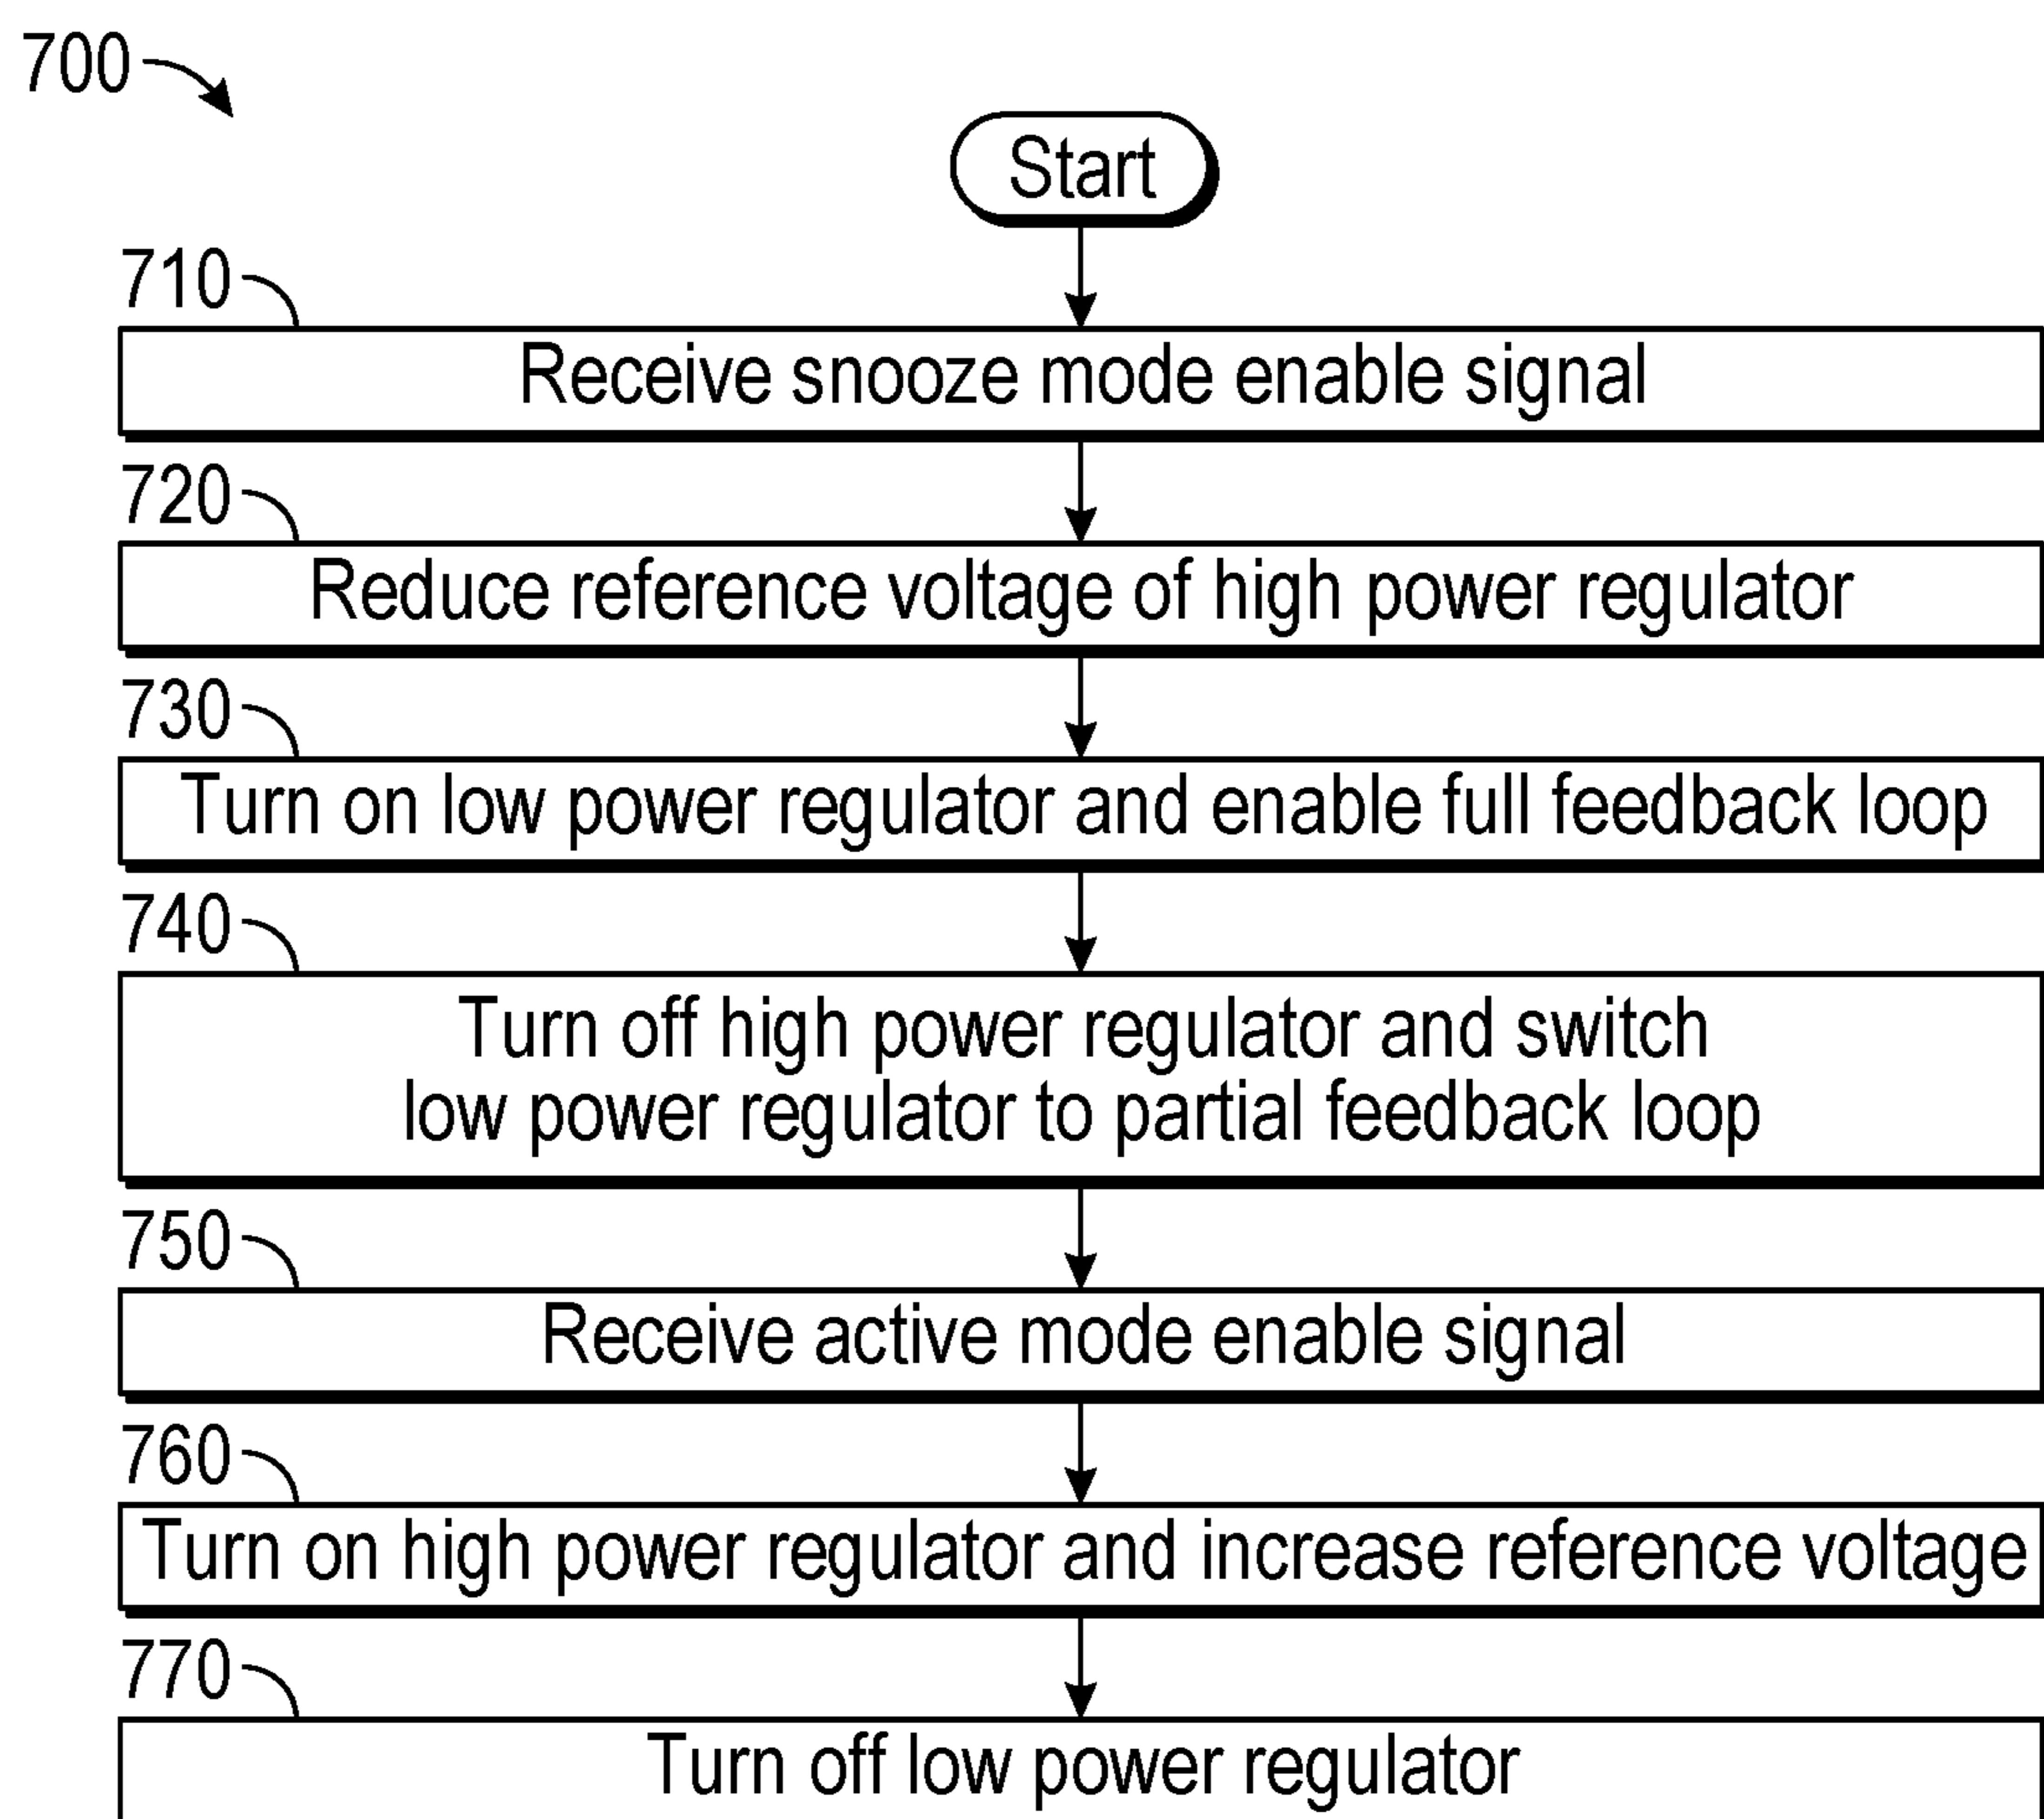 700
Start
710
Receive snooze mode enable signal
720
Reduce reference voltage of high power regulator
730
Turn on low power regulator and enable full feedback loop
740
Turn off high power regulator and switch
low power regulator to partial feedback loop
750
Receive active mode enable signal
760
Turn on high power regulator and increase reference voltage
770
Turn off low power regulator